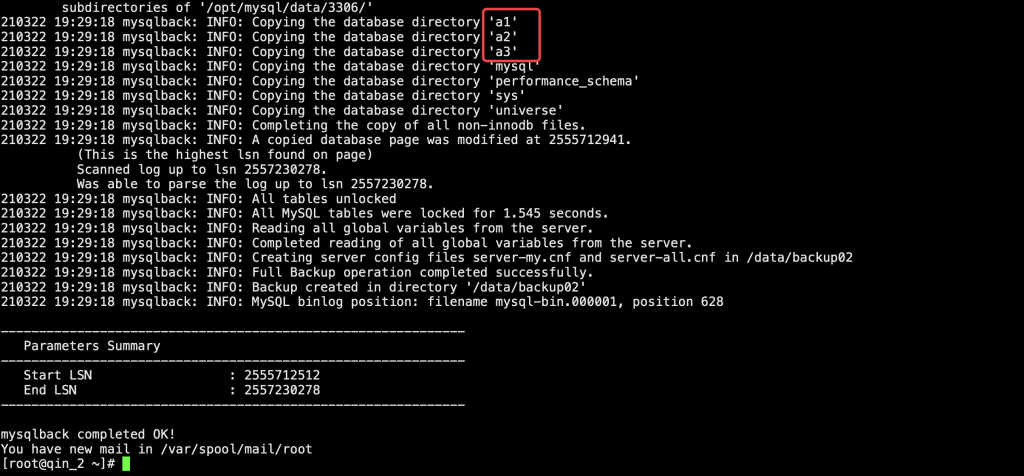 subdirectories of '/opt/mysql/data/3306/'
210322 19:29:18 mysqlback: INFO: Copying the database directory 'a1'
210322 19:29:18 mysqlback: INFO: Copying the database directory 'a2'
210322 19:29:18 mysqlback: INFO: Copying the database directory 'a3'
210322 19:29:18 mysqlback: INFO: Copying the database directory 'mysql'
210322 19:29:18 mysqlback: INFO: Copying the database directory 'performance_schema'
210322 19:29:18 mysqlback: INFO: Copying the database directory 'sys'
210322 19:29:18 mysqlback: INFO: Copying the database directory 'universe'
210322 19:29:18 mysqlback: INFO: Completing the copy of all non-innodb files.
210322 19:29:18 mysqlback: INFO: A copied database page was modified at 2555712941.
(This is the highest lsn found on page)
Scanned log up to lsn 2557230278.
Was able to parse the log up to lsn 2557230278.
210322 19:29:18 mysqlback: INFO: All tables unlocked
210322 19:29:18 mysqlback: INFO: All MySQL tables were locked for 1.545 seconds.
210322 19:29:18 mysqlback: INFO: Reading all global variables from the server.
210322 19:29:18 mysqlback: INFO: Completed reading of all global variables from the server.
210322 19:29:18 mysqlback: INFO: Creating server config files server-my.cnf and server-all.cnf in /data/backup02
210322 19:29:18 mysqlback: INFO: Full Backup operation completed successfully.
210322 19:29:18 mysqlback: INFO: Backup created in directory '/data/backup02'
210322 19:29:18 mysqlback: INFO: MySQL binlog position: filename mysql-bin.000001, position 628
-------------------------------------------------------------
Parameters Summary
-------------------------------------------------------------
Start LSN : 2555712512
End LSN : 2557230278
-------------------------------------------------------------
mysqlback completed OK!
You have new mail in /var/spool/mail/root
[root@qin_2 ~]#